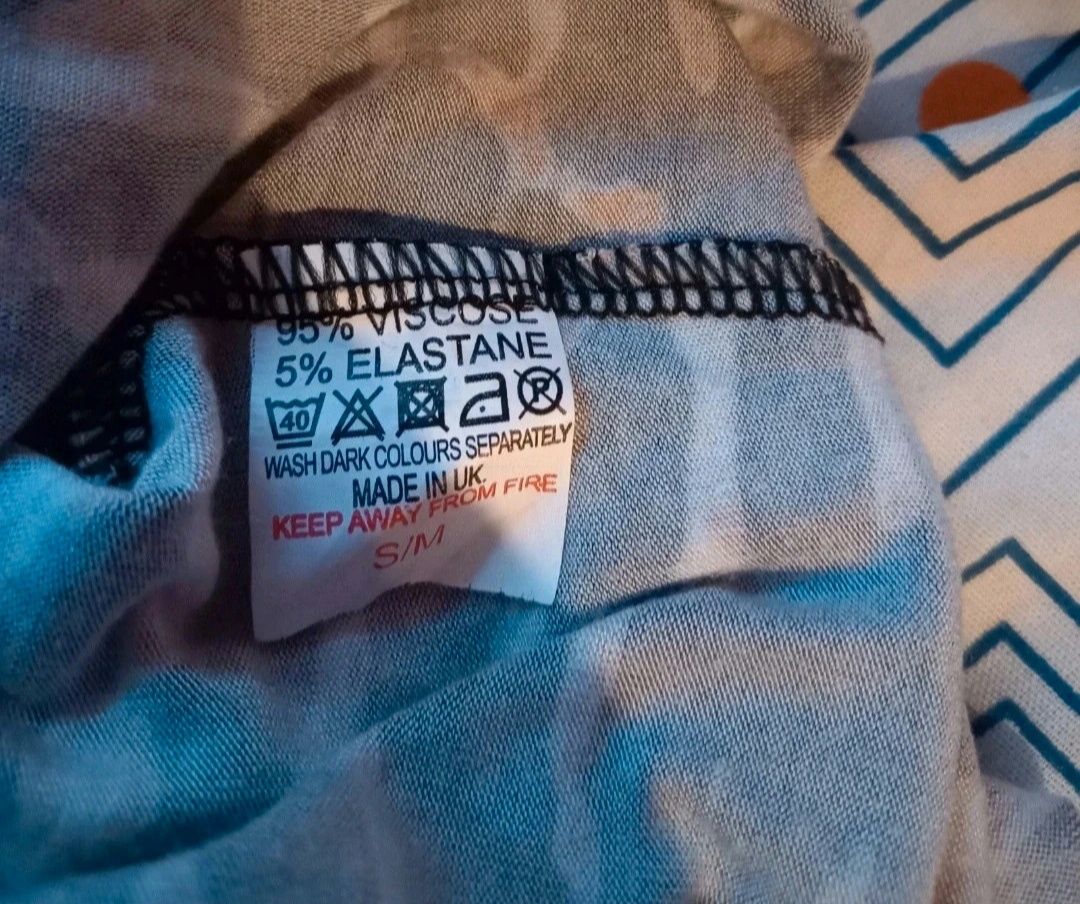 95% VISCOSE
5% ELASTANE
40 P
WASH DARK COLOURS SEPARATELY
MADE IN UK.
KEEP AWAY FROM FIRE
S/M